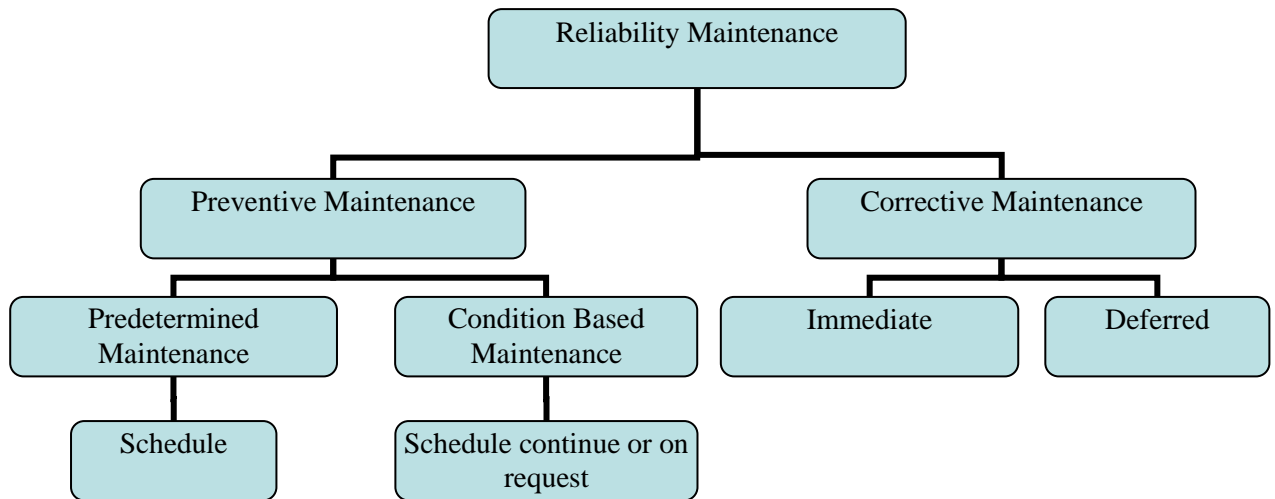 Reliability Maintenance
Preventive Maintenance
Corrective Maintenance
Predetermined
Maintenance
Condition Based
Maintenance
Immediate
Deferred
Schedule
Schedule continue or on
request